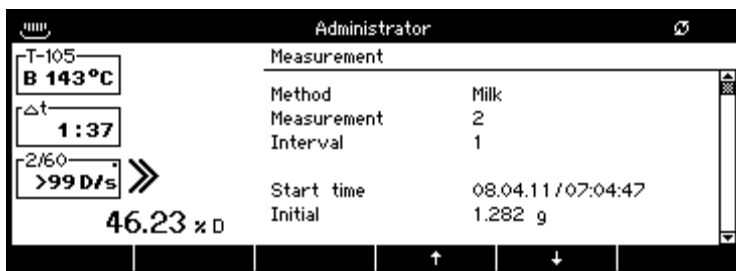 Administrator
T-105
B 143°C
Δt
1:37
2/60
>99 D/s
46.23 % D
Measurement
Method Milk
Measurement 2
Interval 1
Start time 08.04.11/07:04:47
Initial 1.282 g